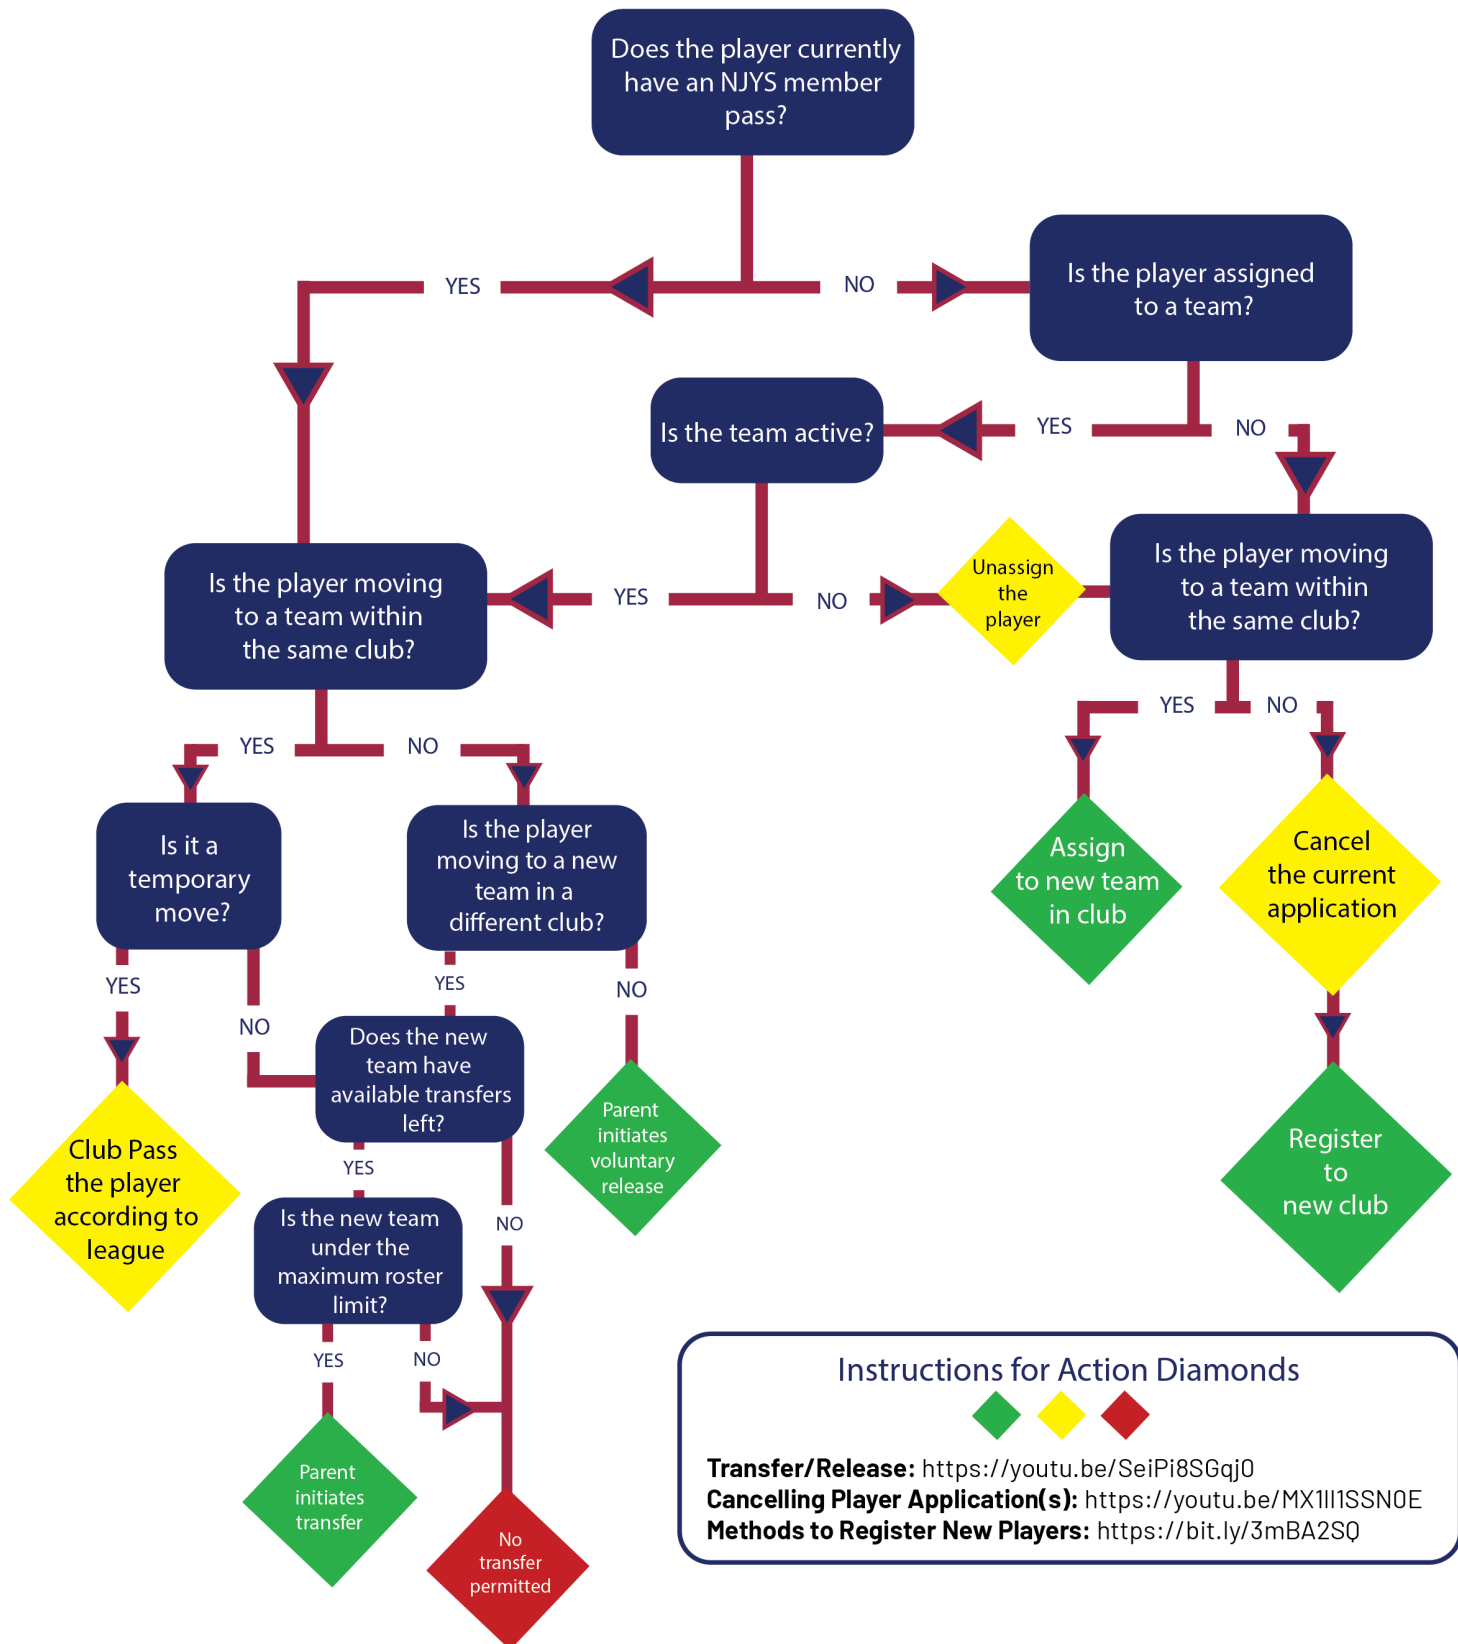 Does the player currently
have an NJYS member
pass?
YES
NO
Is the player assigned
to a team?
Is the team active?
YES
NO
Is the player moving
to a team within
the same club?
YES
NO
Unassign
the
player
Is the player moving
to a team within
the same club?
YES
NO
YES
NO
Is it a
temporary
move?
Is the player
moving to a new
team in a
different club?
Assign
to new team
in club
Cancel
the current
application
YES
NO
YES
NO
Does the new
team have
available transfers
left?
Club Pass
the player
according to
league
Parent
initiates
voluntary
release
Register
to
new club
YES
NO
Is the new team
under the
maximum roster
limit?
YES
NO
Parent
initiates
transfer
No
transfer
permitted
Instructions for Action Diamonds
Transfer/Release: https://youtu.be/SeiPi8SGqj0
Cancelling Player Application(s): https://youtu.be/MX1lI1SSN0E
Methods to Register New Players: https://bit.ly/3mBA2SQ